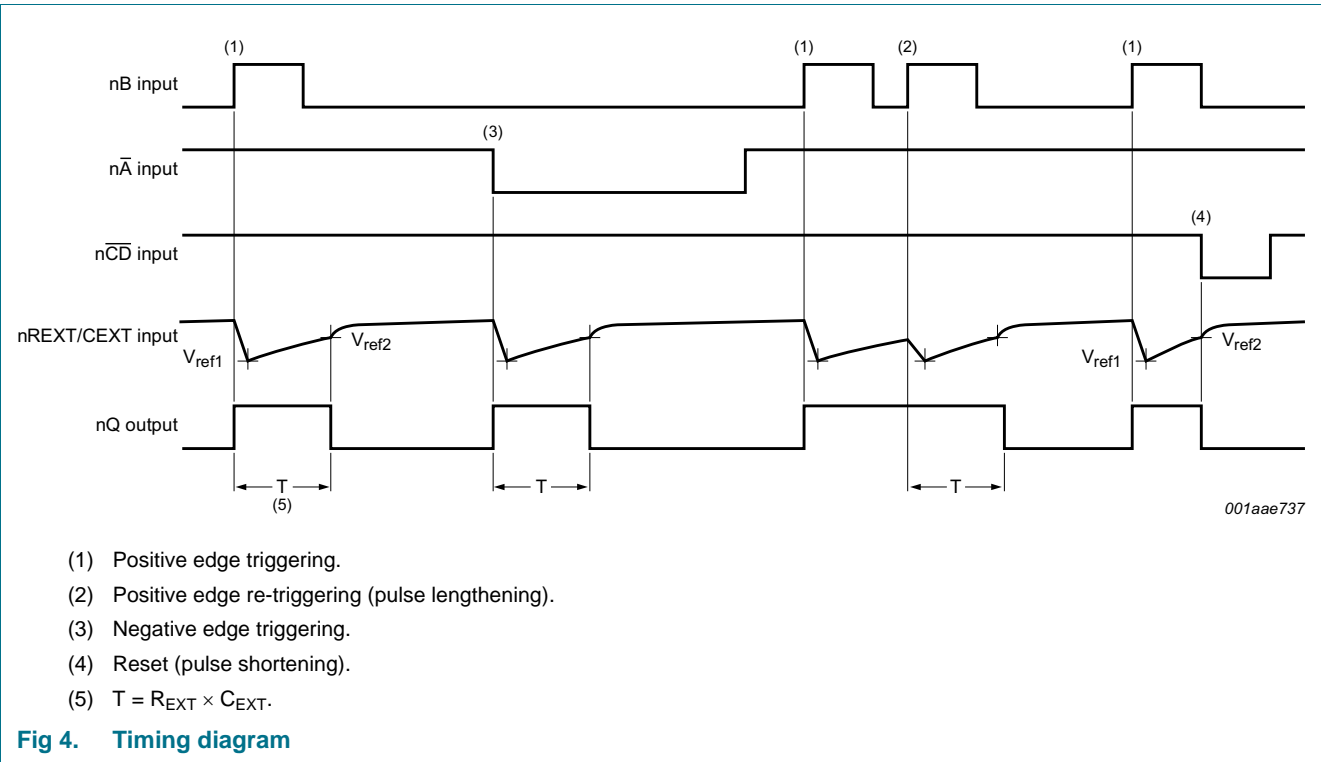 (1) (1) (2) (1)
nB input
(3)
nA̅ input
(4)
nC̅D̅ input
nREXT/CEXT input
Vref1 Vref2 Vref1 Vref2
nQ output
T T T
(5)
001aae737
(1) Positive edge triggering.
(2) Positive edge re-triggering (pulse lengthening).
(3) Negative edge triggering.
(4) Reset (pulse shortening).
(5) T = REXT × CEXT.
Fig 4. Timing diagram